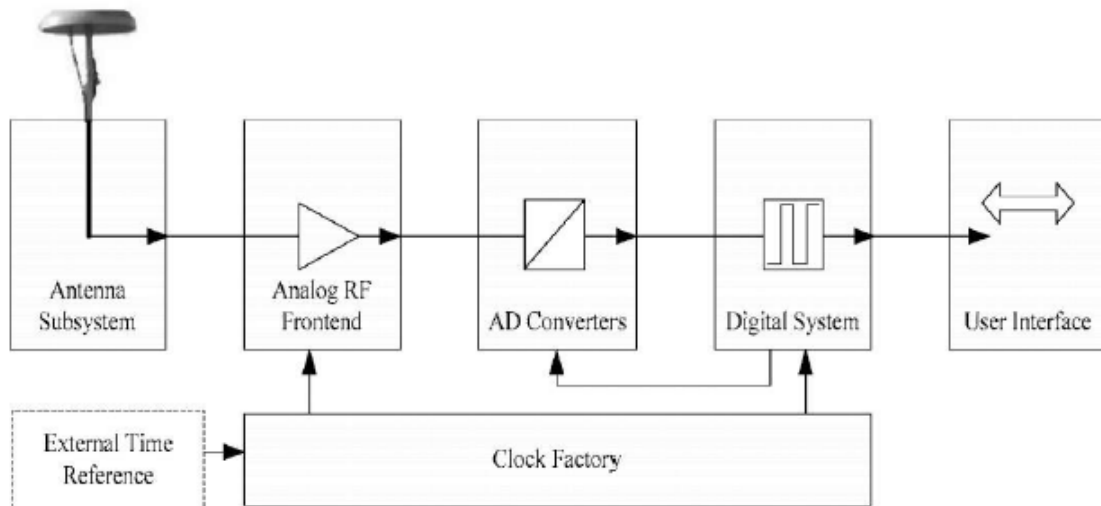 Antenna
Subsystem
Analog RF
Frontend
AD Converters
Digital System
User Interface
External Time
Reference
Clock Factory